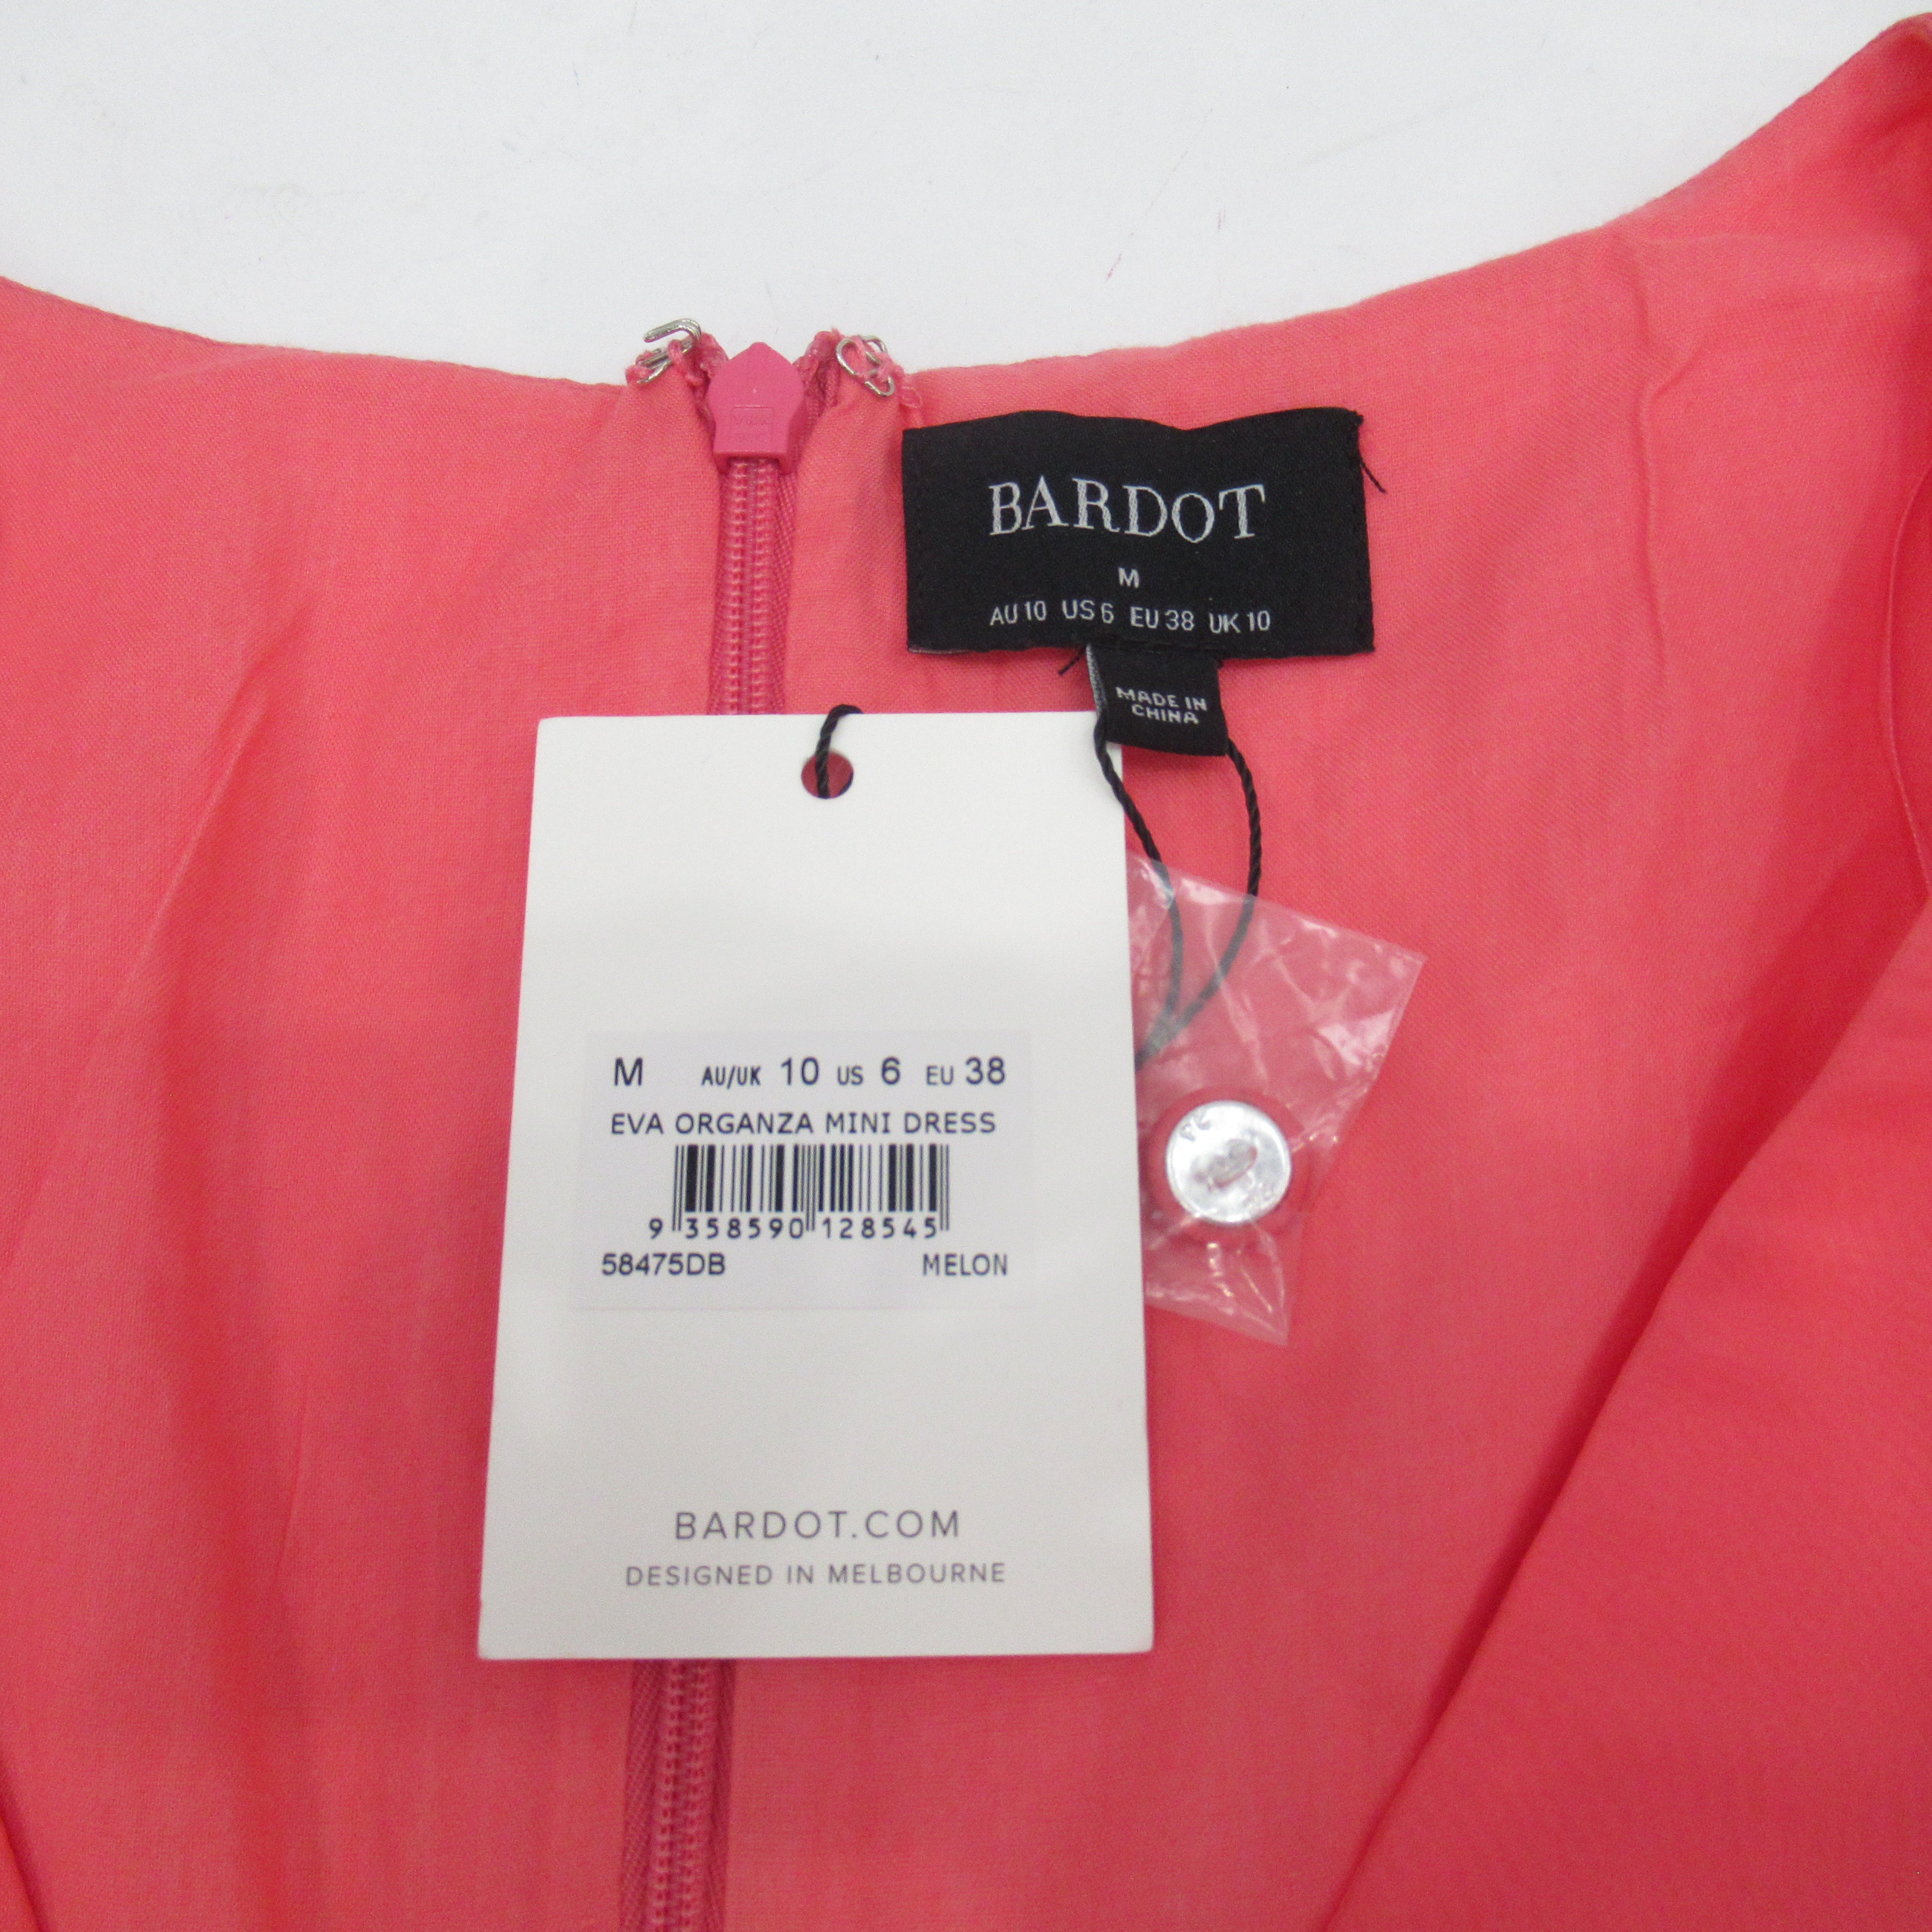 BARDOT
M
AU 10 US 6 EU 38 UK 10
MADE IN
CHINA
M AU/UK 10 US 6 EU 38
EVA ORGANZA MINI DRESS
9 358590 128545
58475DB MELON
BARDOT.COM
DESIGNED IN MELBOURNE